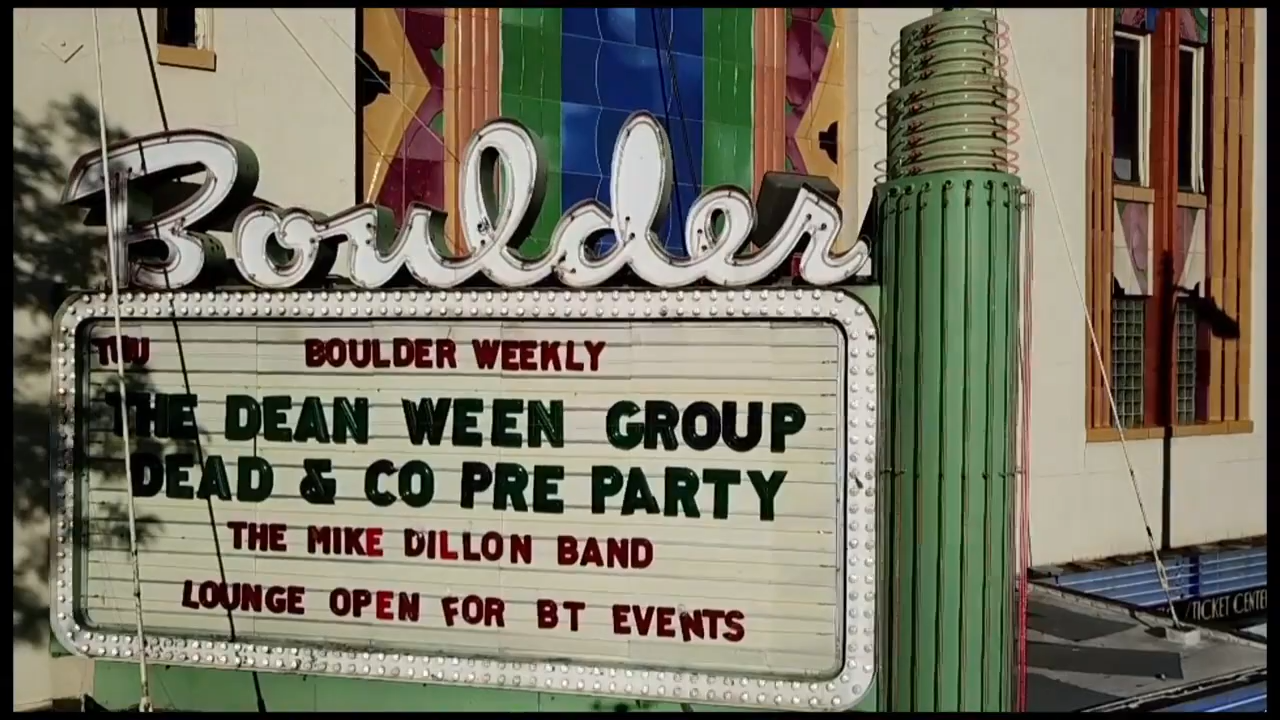 Boulder
THU BOULDER WEEKLY
THE DEAN WEEN GROUP
DEAD & CO PRE PARTY
THE MIKE DILLON BAND
LOUNGE OPEN FOR BT EVENTS
TICKET CENTER